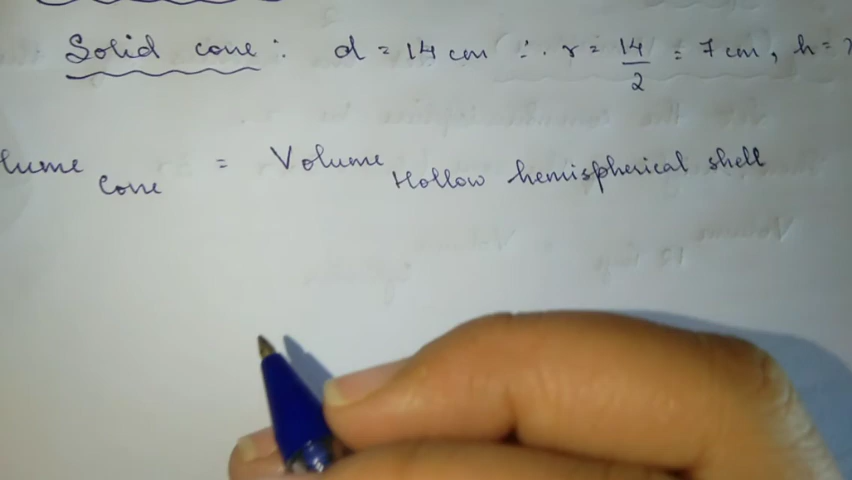 Solid cone : d = 14 cm ∴ r = 14/2 = 7 cm, h = ?
lume Cone = Volume Hollow hemispherical shell